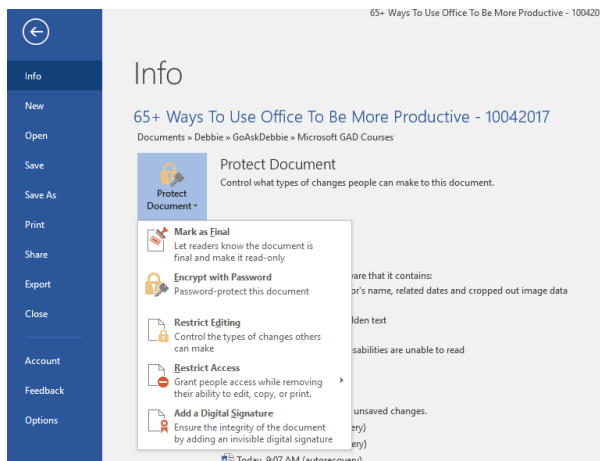 65+ Ways To Use Office To Be More Productive - 100420
Info
New
Open
Save
Save As
Print
Share
Export
Close
Account
Feedback
Options
Info
65+ Ways To Use Office To Be More Productive - 10042017
Documents » Debbie » GoAskDebbie » Microsoft GAD Courses
Protect Document
Control what types of changes people can make to this document.
Protect
Document
Mark as Final
Let readers know the document is
final and make it read-only
Encrypt with Password
Password-protect this document
Restrict Editing
Control the types of changes others
can make
Restrict Access
Grant people access while removing
their ability to edit, copy, or print.
Add a Digital Signature
Ensure the integrity of the document
by adding an invisible digital signature
that it contains:
name, related dates and cropped out image data
text
are unable to read
unsaved changes.
Today, 9:07 AM (autorecovery)